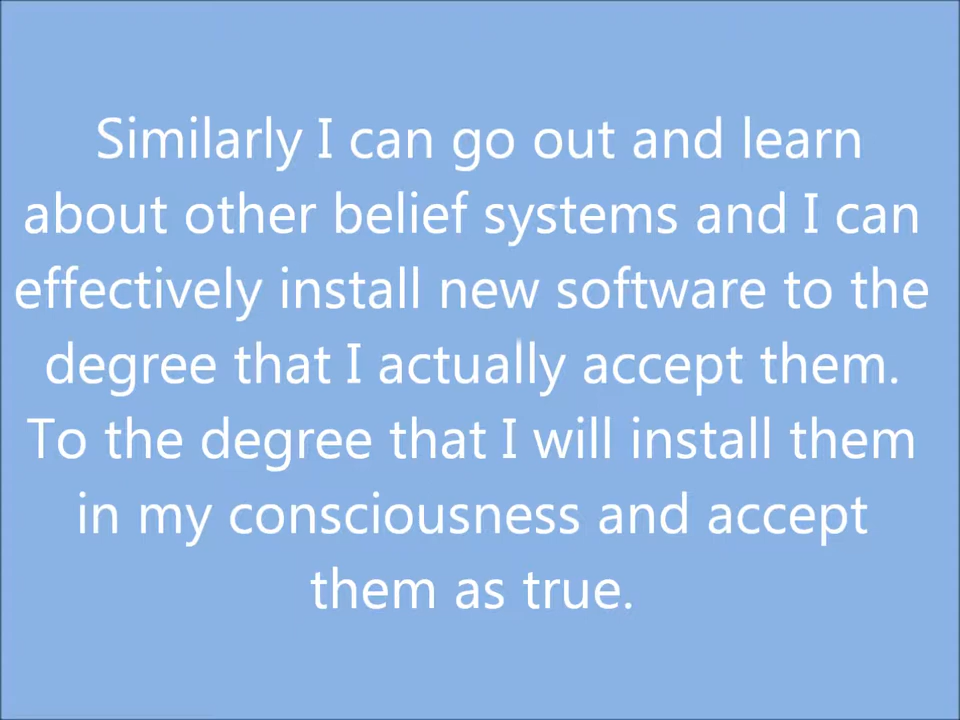 Similarly I can go out and learn
about other belief systems and I can
effectively install new software to the
degree that I actually accept them.
To the degree that I will install them
in my consciousness and accept
them as true.